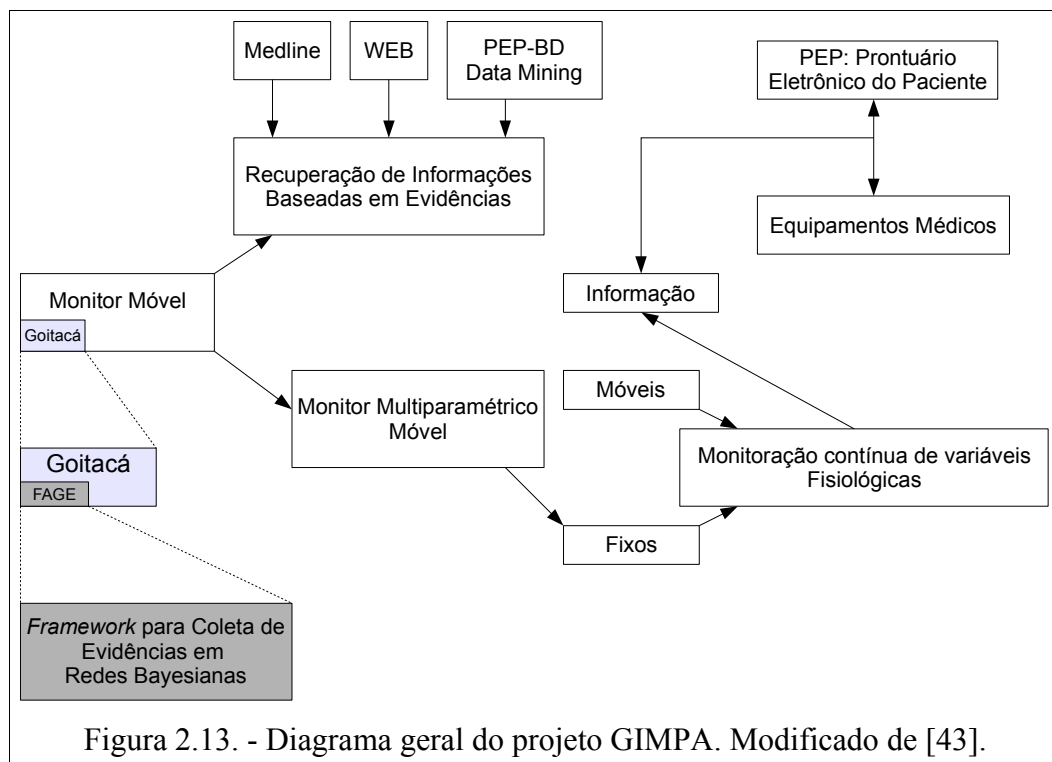 Medline
WEB
PEP-BD
Data Mining
PEP: Prontuário
Eletrônico do Paciente
Recuperação de Informações
Baseadas em Evidências
Equipamentos Médicos
Monitor Móvel
Goitacá
Informação
Monitor Multiparamétrico
Móvel
Móveis
Monitoração contínua de variáveis
Fisiológicas
Goitacá
FAGE
Fixos
Framework para Coleta de
Evidências em
Redes Bayesianas
Figura 2.13. - Diagrama geral do projeto GIMPA. Modificado de [43].